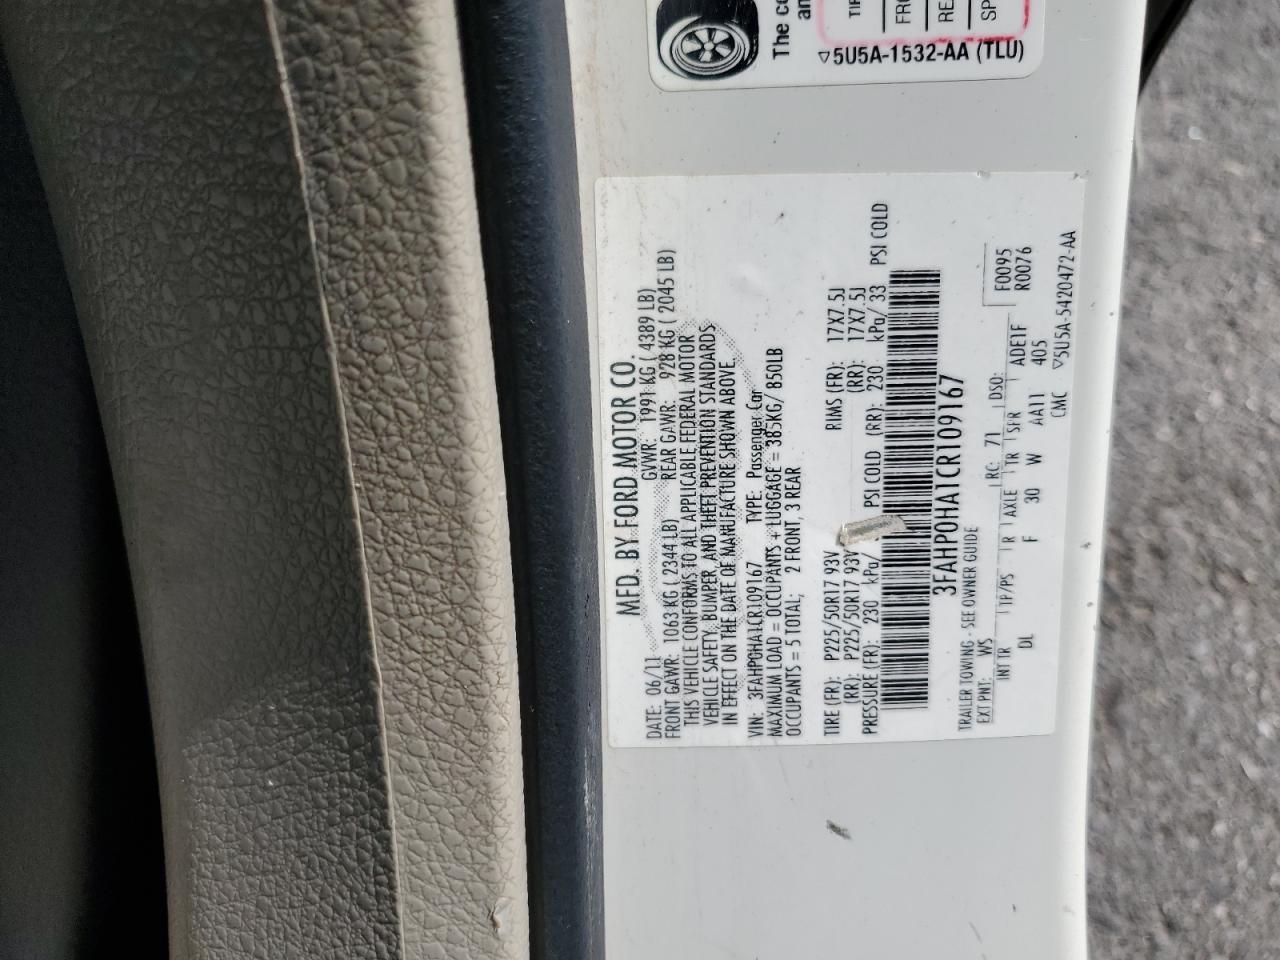 The co
an
TIR
FRO
REA
SP
▽5U5A-1532-AA (TLU)
MFD. BY FORD MOTOR CO.
DATE: 06/11 GVWR: 1991 KG ( 4389 LB)
FRONT GAWR: 1063 KG ( 2344 LB) REAR GAWR: 928 KG ( 2045 LB)
THIS VEHICLE CONFORMS TO ALL APPLICABLE FEDERAL MOTOR
VEHICLE SAFETY, BUMPER, AND THEFT PREVENTION STANDARDS
IN EFFECT ON THE DATE OF MANUFACTURE SHOWN ABOVE.
VIN: 3FAHP0HA1CR109167 TYPE: Passenger Car
MAXIMUM LOAD = OCCUPANTS + LUGGAGE = 385KG/ 850LB
OCCUPANTS = 5 TOTAL; 2 FRONT, 3 REAR
TIRE (FR): P225/50R17 93V RIMS (FR): 17X7.5J
(RR): P225/50R17 93V (RR): 17X7.5J
PRESSURE (FR): 230 kPa/ PSI COLD (RR): 230 kPa/ 33 PSI COLD
3FAHP0HA1CR109167
TRAILER TOWING - SEE OWNER GUIDE F0095
EXT PNT: WS RC: 71 DSO: R0076
INT TR TP/PS R AXLE TR SPR ADE1F
DL F 30 W AA11 405
CMC ▽5U5A-5420472-AA